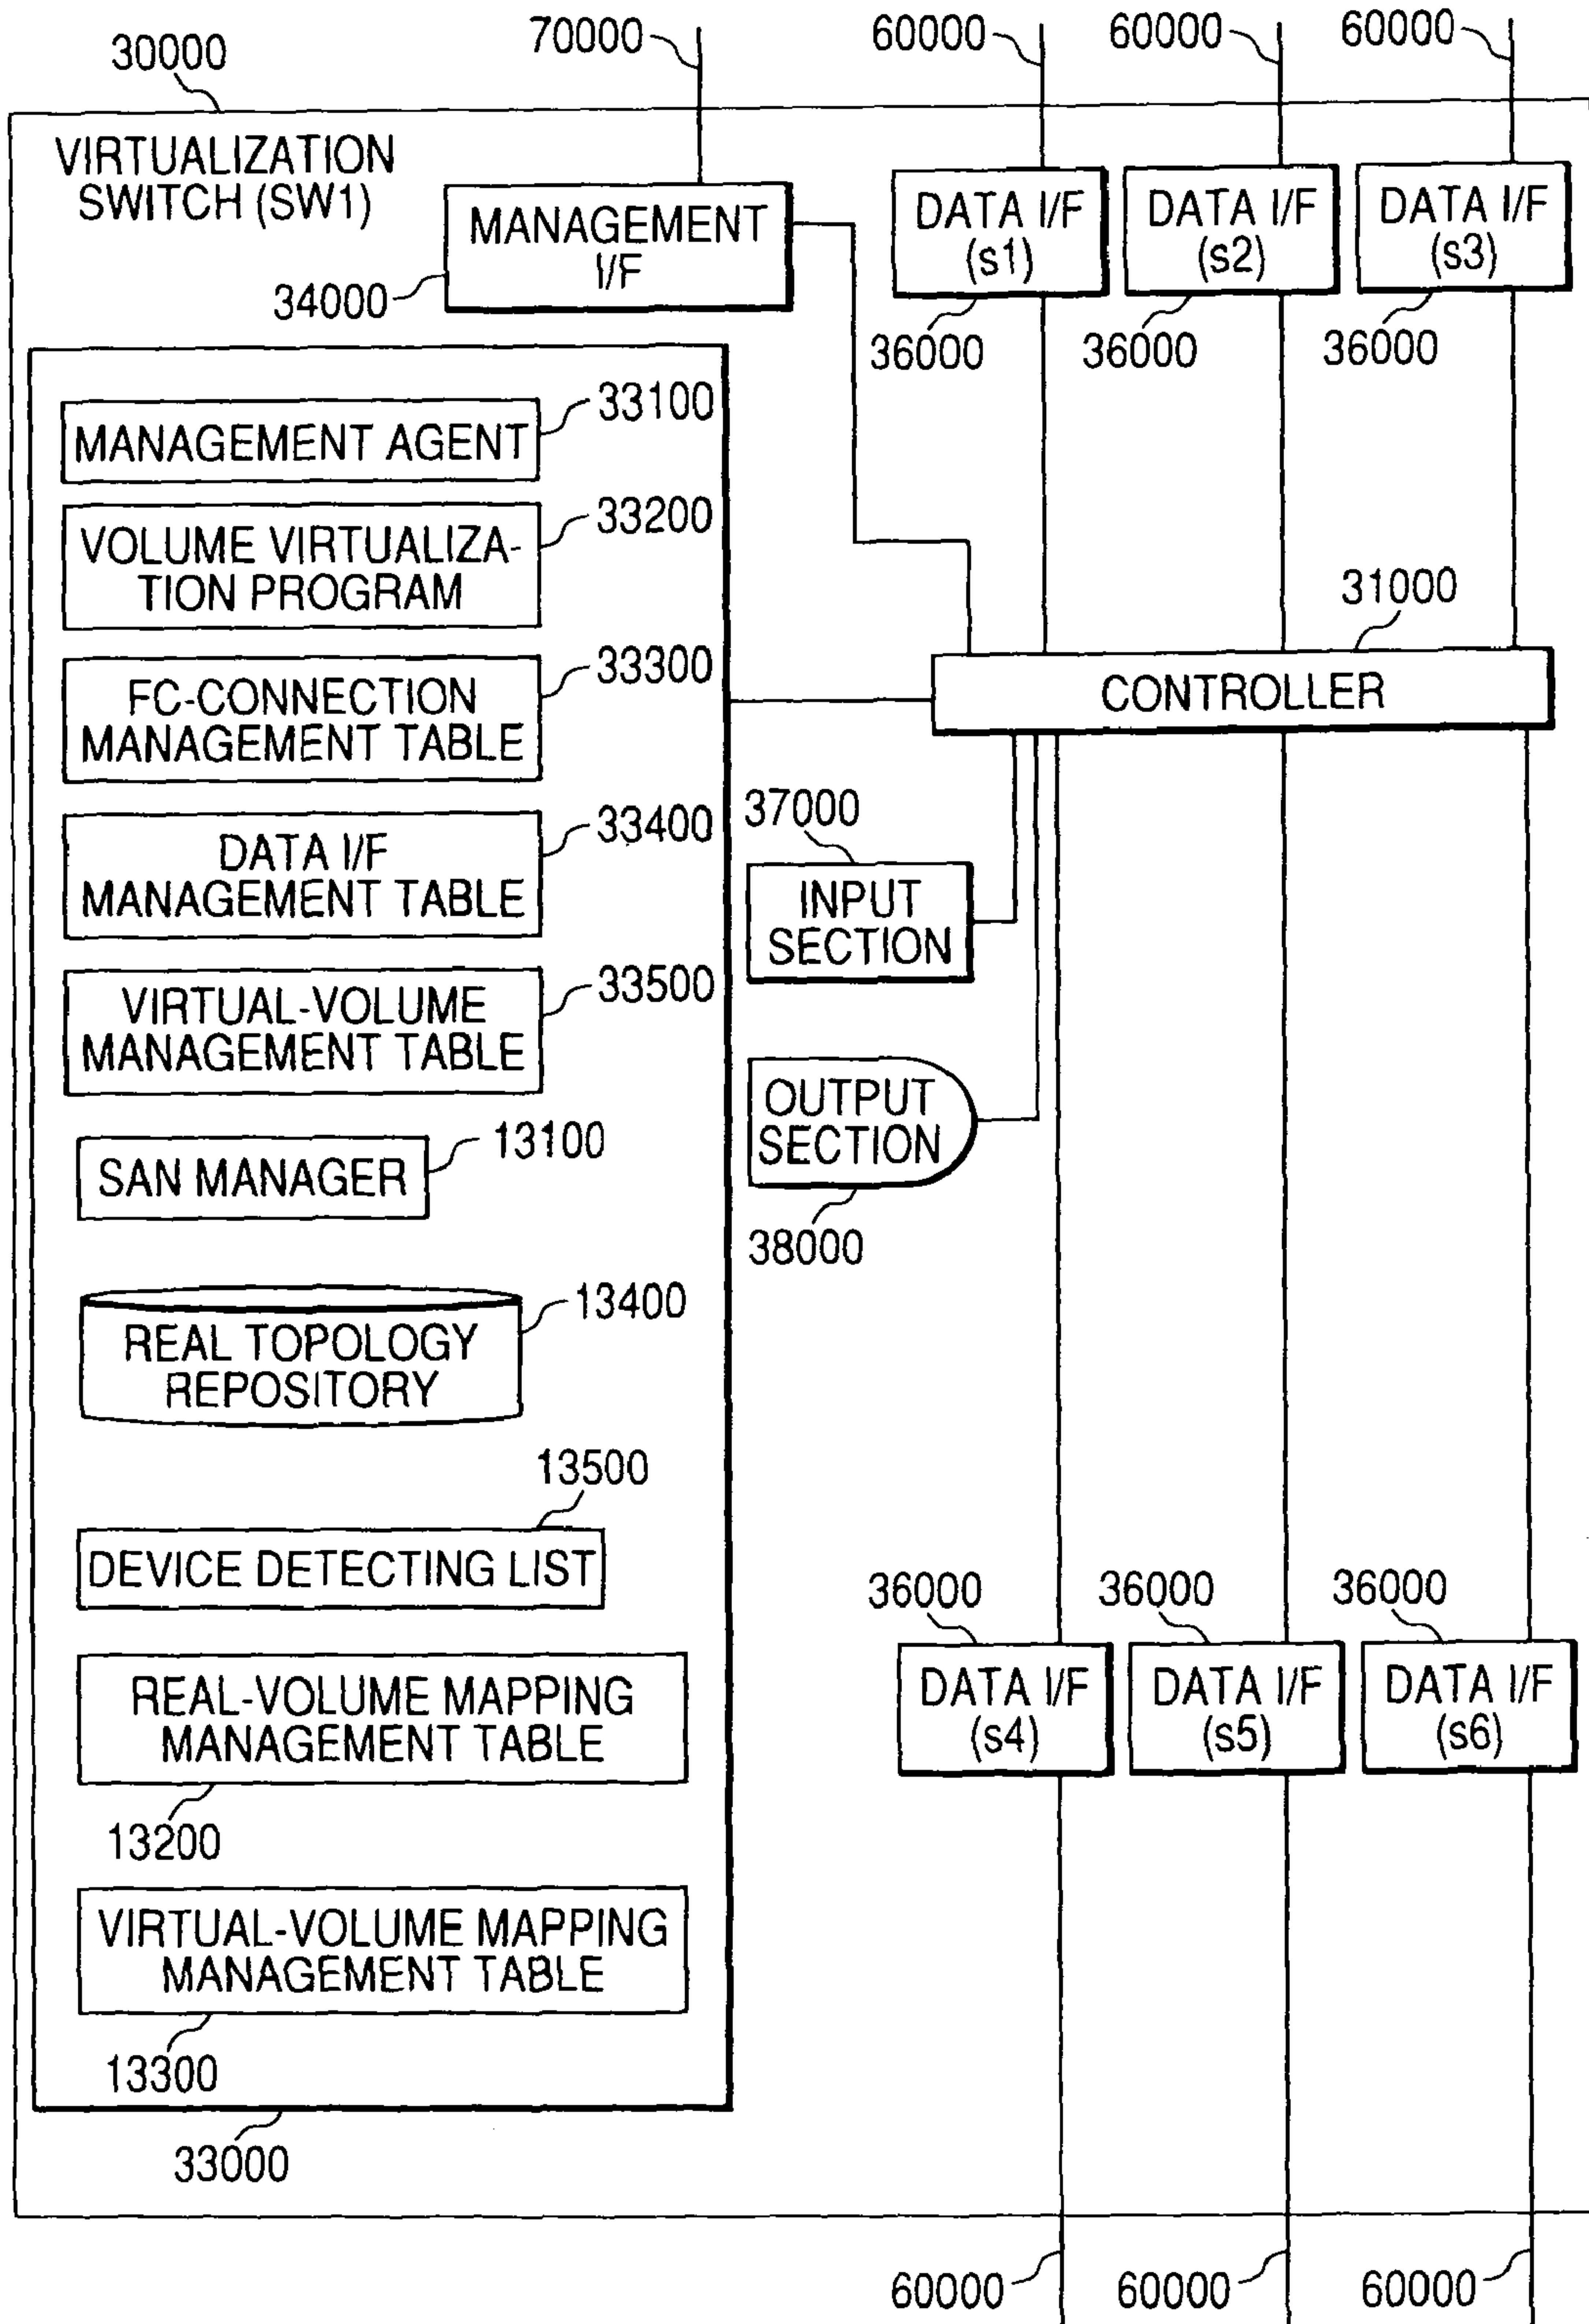 30000
70000
60000
60000
60000
VIRTUALIZATION
SWITCH (SW1)
MANAGEMENT
I/F
34000
DATA I/F
(s1)
DATA I/F
(s2)
DATA I/F
(s3)
36000
36000
36000
MANAGEMENT AGENT
33100
VOLUME VIRTUALIZA-
TION PROGRAM
33200
FC-CONNECTION
MANAGEMENT TABLE
33300
DATA I/F
MANAGEMENT TABLE
33400
VIRTUAL-VOLUME
MANAGEMENT TABLE
33500
SAN MANAGER
13100
REAL TOPOLOGY
REPOSITORY
13400
13500
DEVICE DETECTING LIST
REAL-VOLUME MAPPING
MANAGEMENT TABLE
13200
VIRTUAL-VOLUME MAPPING
MANAGEMENT TABLE
13300
33000
31000
CONTROLLER
37000
INPUT
SECTION
OUTPUT
SECTION
38000
36000
36000
36000
DATA I/F
(s4)
DATA I/F
(s5)
DATA I/F
(s6)
60000
60000
60000